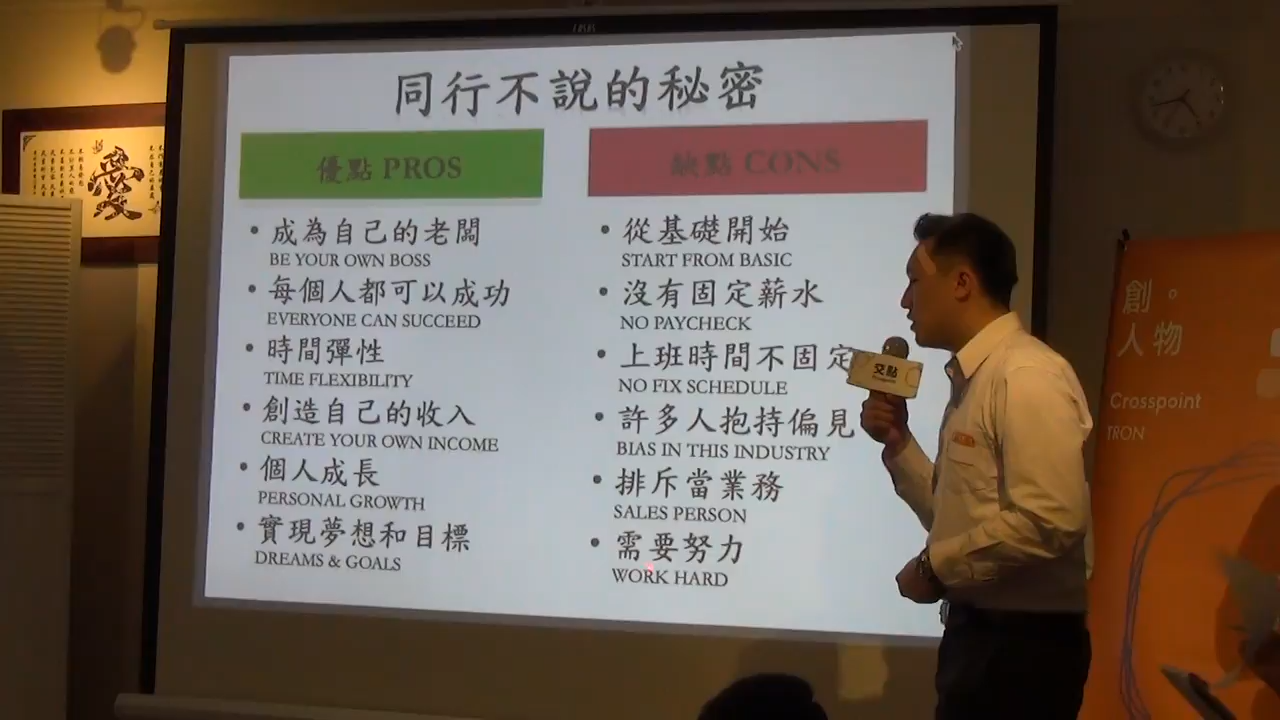 同行不說的秘密
優點 PROS
• 成為自己的老闆
BE YOUR OWN BOSS
• 每個人都可以成功
EVERYONE CAN SUCCEED
• 時間彈性
TIME FLEXIBILITY
• 創造自己的收入
CREATE YOUR OWN INCOME
• 個人成長
PERSONAL GROWTH
• 實現夢想和目標
DREAMS & GOALS
缺點 CONS
• 從基礎開始
START FROM BASIC
• 沒有固定薪水
NO PAYCHECK
• 上班時間不固定
NO FIX SCHEDULE
• 許多人抱持偏見
BIAS IN THIS INDUSTRY
• 排斥當業務
SALES PERSON
• 需要努力
WORK HARD
交點
愛
創。
人物
Crosspoint
TRON